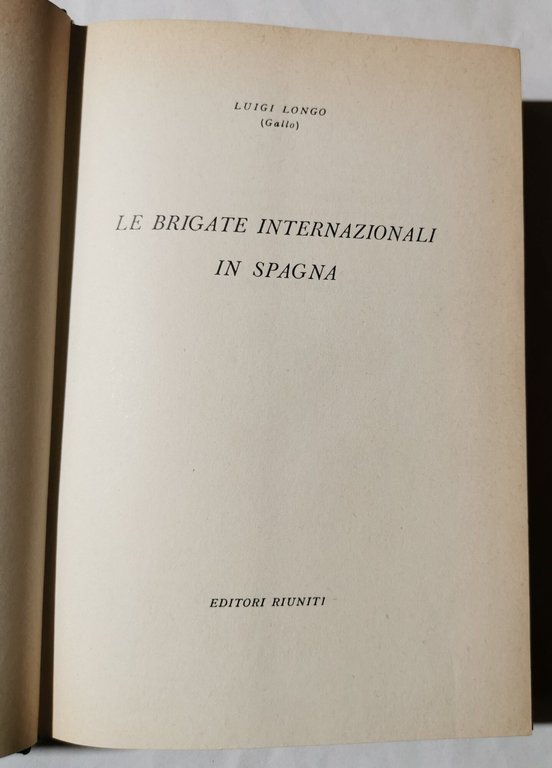 LUIGI LONGO
(Gallo)
LE BRIGATE INTERNAZIONALI
IN SPAGNA
EDITORI RIUNITI